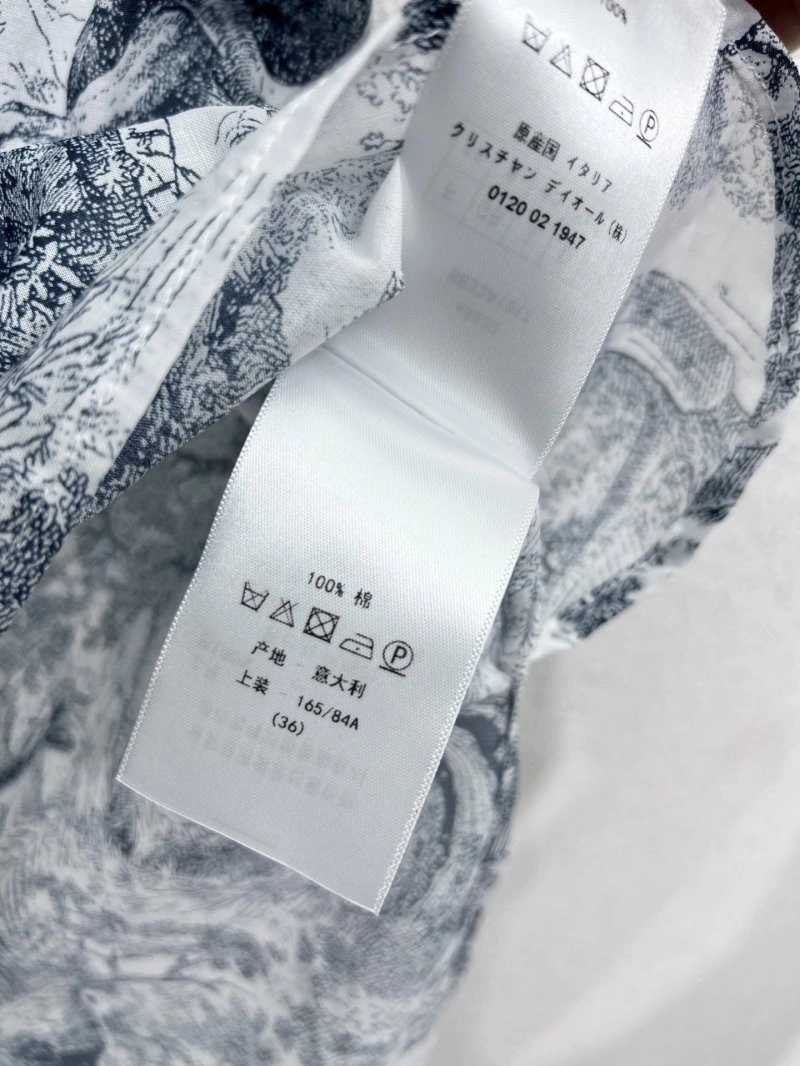 100%
原産国 イタリア
クリスチャン ディオール(株)
0120 02 1947
100% 棉
P
产地 - 意大利
上装 - 165/84A
(36)